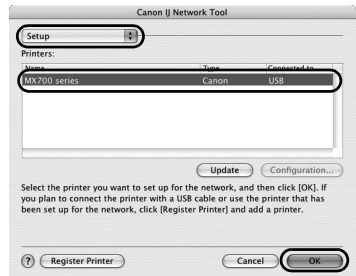 Canon IJ Network Tool
Setup
Printers:
Name Type Connected to
MX700 series Canon USB
Update Configuration...
Select the printer you want to set up for the network, and then click [OK]. If
you plan to connect the printer with a USB cable or use the printer that has
been set up for the network, click [Register Printer] and add a printer.
? Register Printer Cancel OK